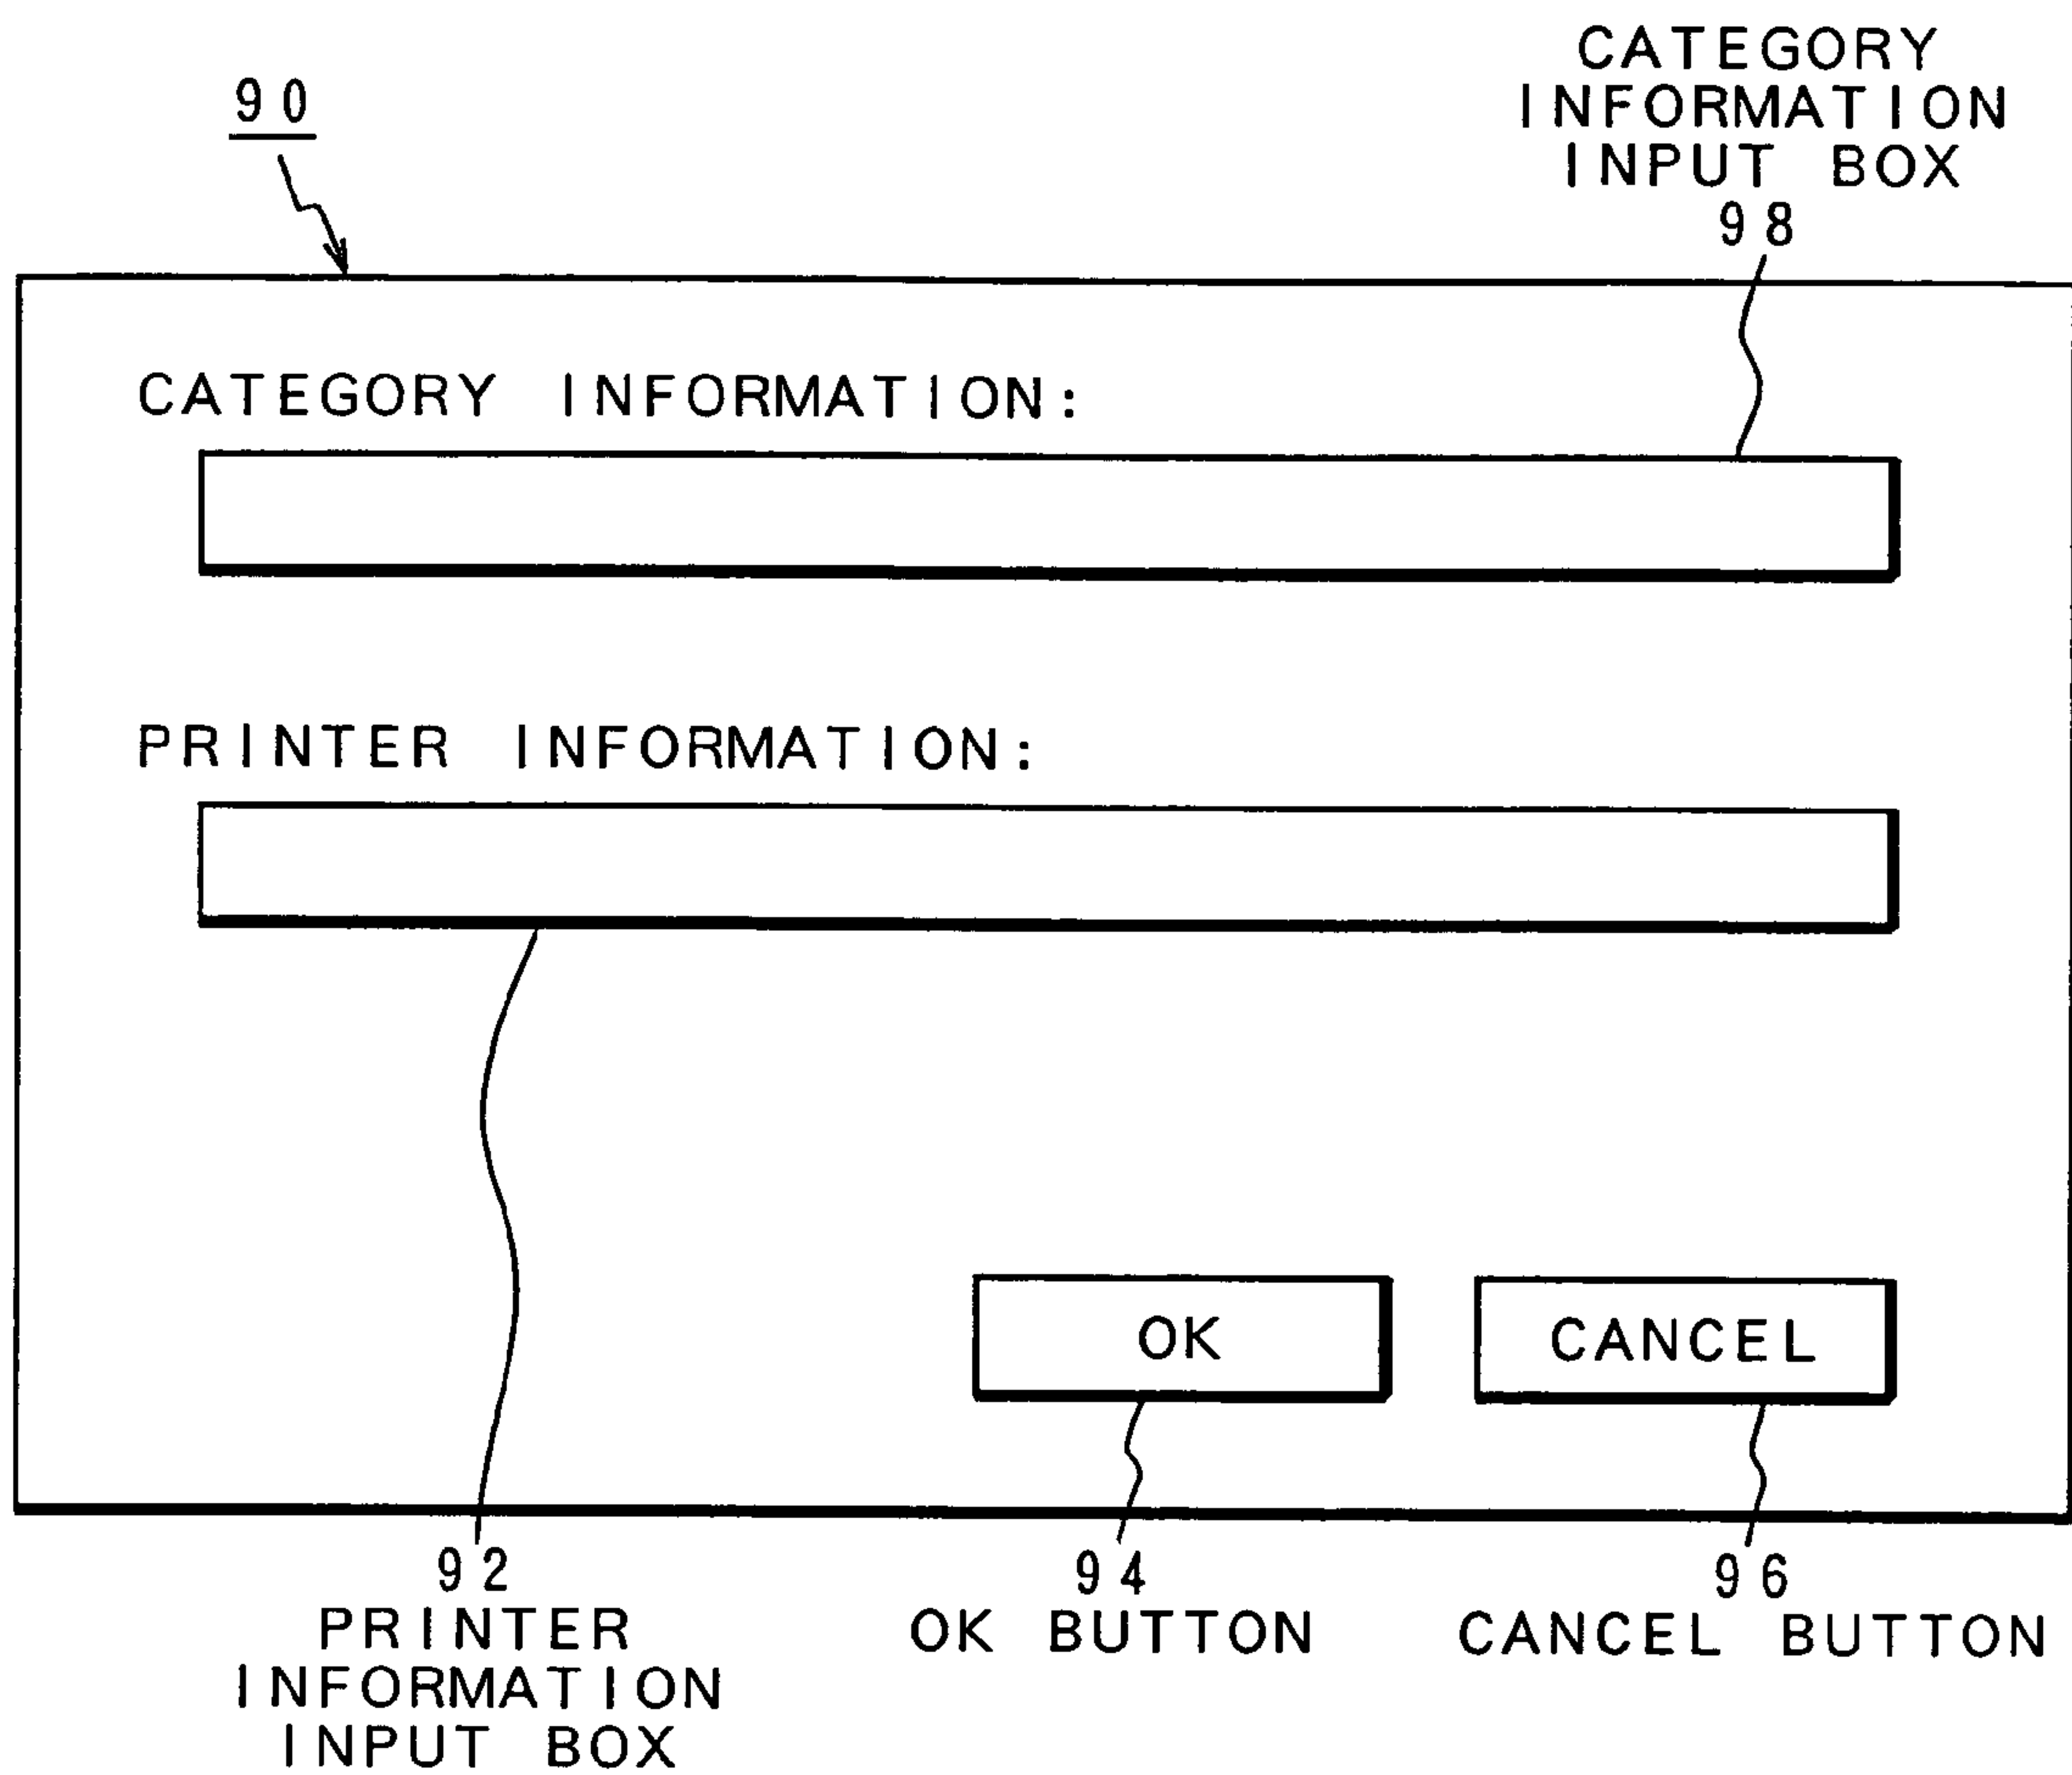 CATEGORY
INFORMATION
INPUT BOX
98
90
CATEGORY INFORMATION:
PRINTER INFORMATION:
OK
CANCEL
92
PRINTER
INFORMATION
INPUT BOX
94
OK BUTTON
96
CANCEL BUTTON